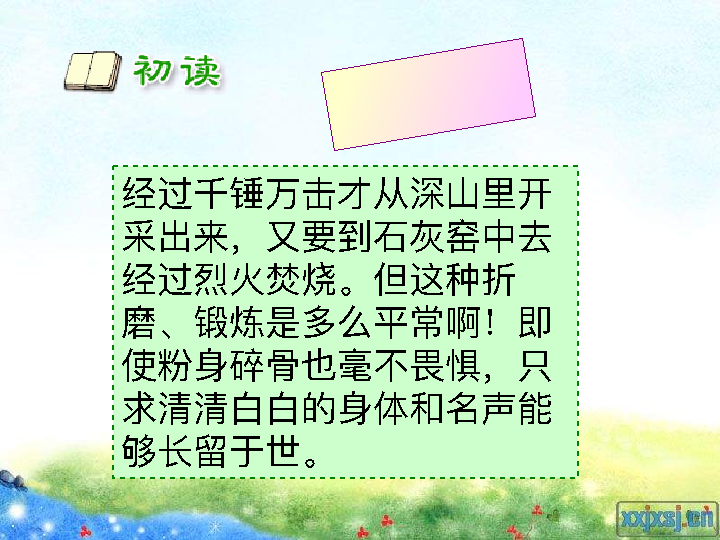 初读
经过千锤万击才从深山里开
采出来，又要到石灰窑中去
经过烈火焚烧。但这种折
磨、锻炼是多么平常啊！即
使粉身碎骨也毫不畏惧，只
求清清白白的身体和名声能
够长留于世。
xxjxsj.cn